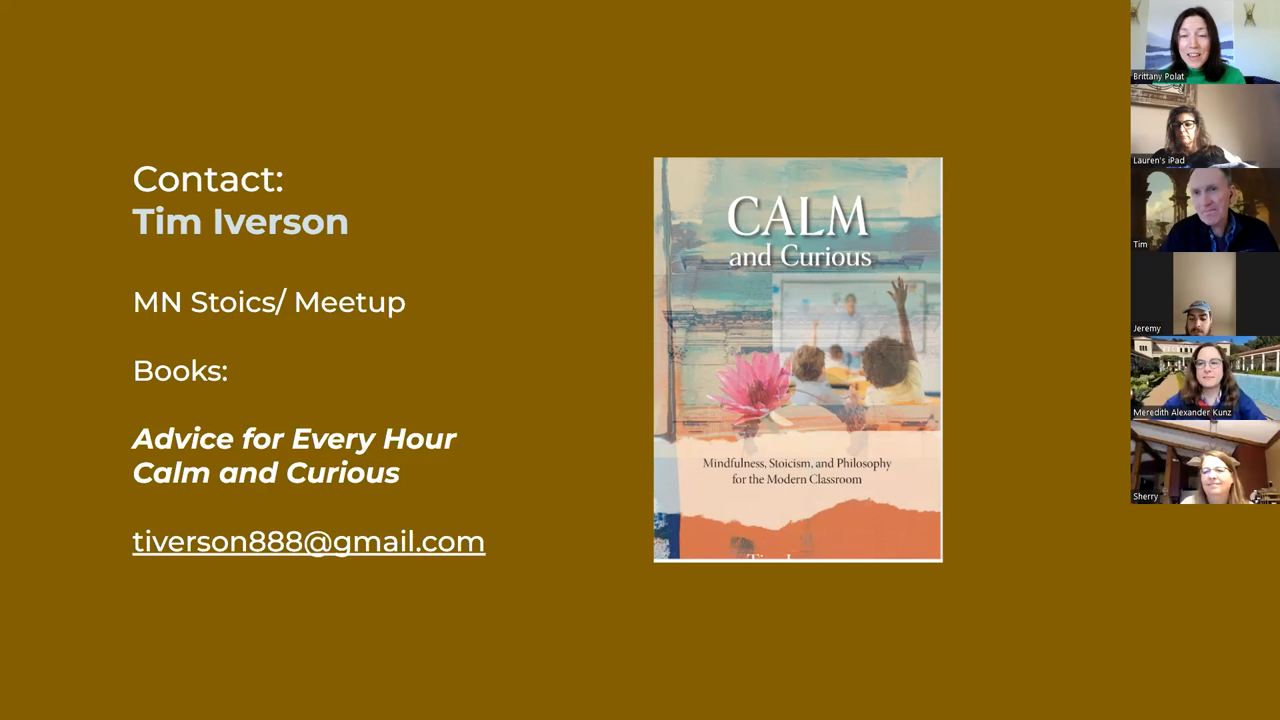 Contact:
Tim Iverson
MN Stoics/ Meetup
Books:
Advice for Every Hour
Calm and Curious
tiverson888@gmail.com
CALM
and Curious
Mindfulness, Stoicism, and Philosophy
for the Modern Classroom
Brittany Polat
Lauren's iPad
Tim
Jeremy
Meredith Alexander Kunz
Sherry